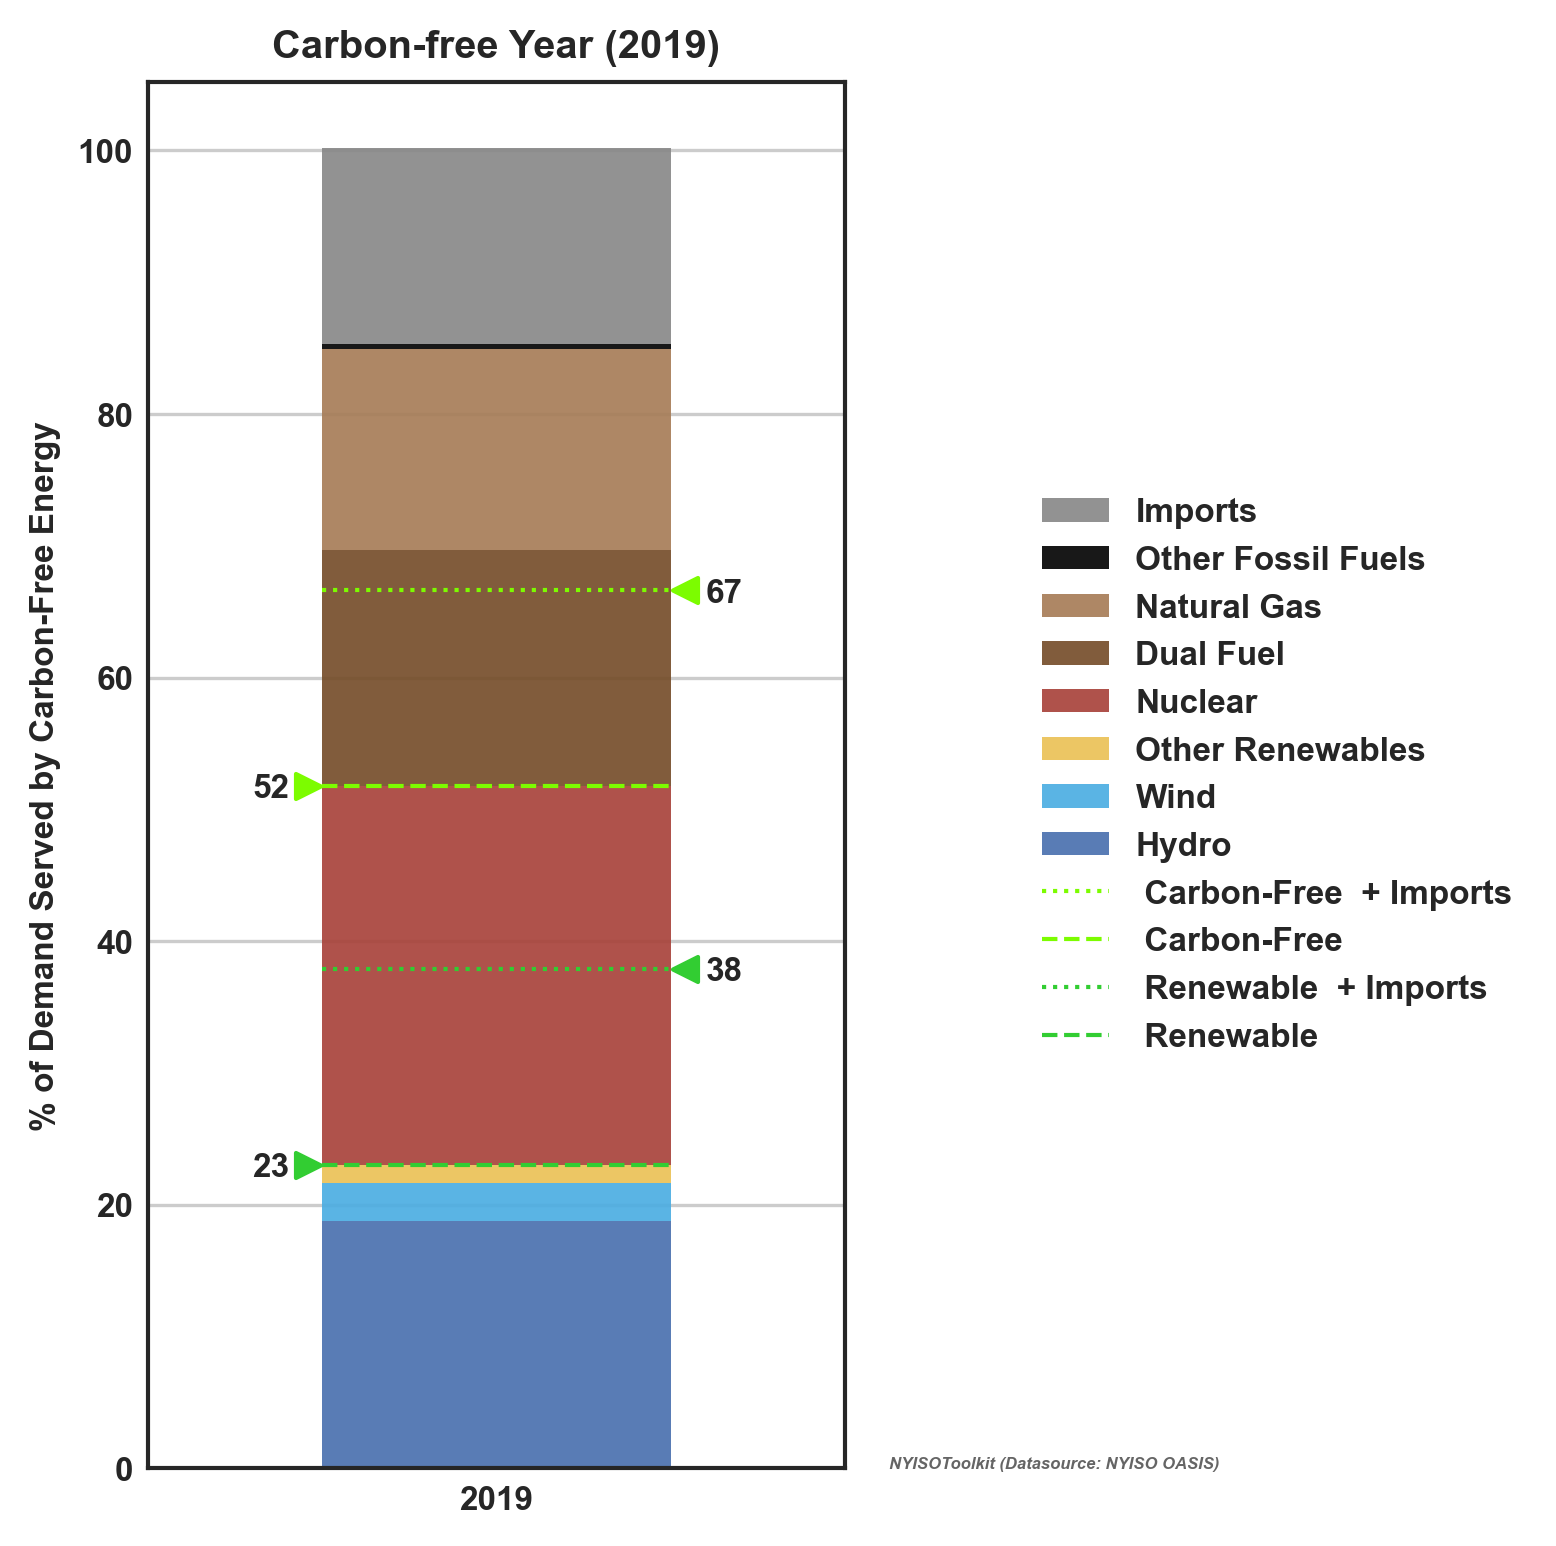 Carbon-free Year (2019)
% of Demand Served by Carbon-Free Energy
100
80
60
40
20
0
67
52
38
23
2019
Imports
Other Fossil Fuels
Natural Gas
Dual Fuel
Nuclear
Other Renewables
Wind
Hydro
Carbon-Free + Imports
Carbon-Free
Renewable + Imports
Renewable
NYISOToolkit (Datasource: NYISO OASIS)